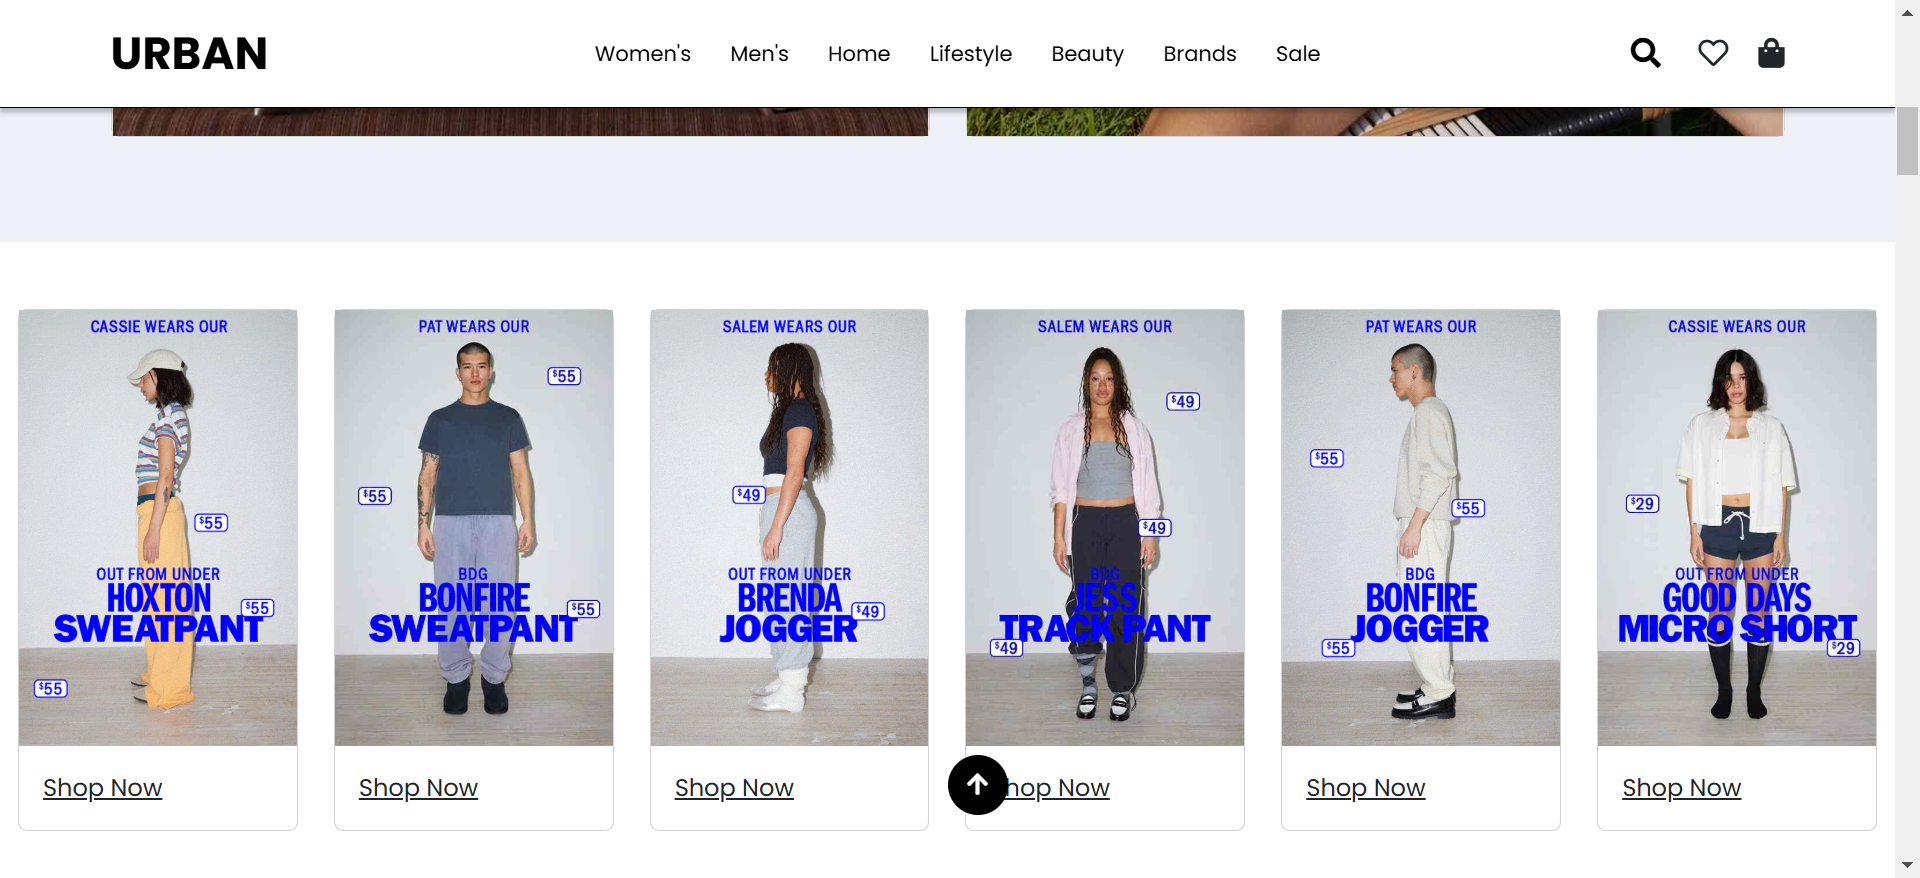 URBAN
Women's Men's Home Lifestyle Beauty Brands Sale
CASSIE WEARS OUR
$55
OUT FROM UNDER
HOXTON
$55
SWEATPANT
$55
Shop Now
PAT WEARS OUR
$55
$55
BDG
BONFIRE
$55
SWEATPANT
Shop Now
SALEM WEARS OUR
$49
OUT FROM UNDER
BRENDA
$49
JOGGER
Shop Now
SALEM WEARS OUR
$49
$49
BDG
JESS
TRACK PANT
$49
hop Now
PAT WEARS OUR
$55
$55
BDG
BONFIRE
JOGGER
$55
Shop Now
CASSIE WEARS OUR
$29
OUT FROM UNDER
GOOD DAYS
MICRO SHORT
$29
Shop Now